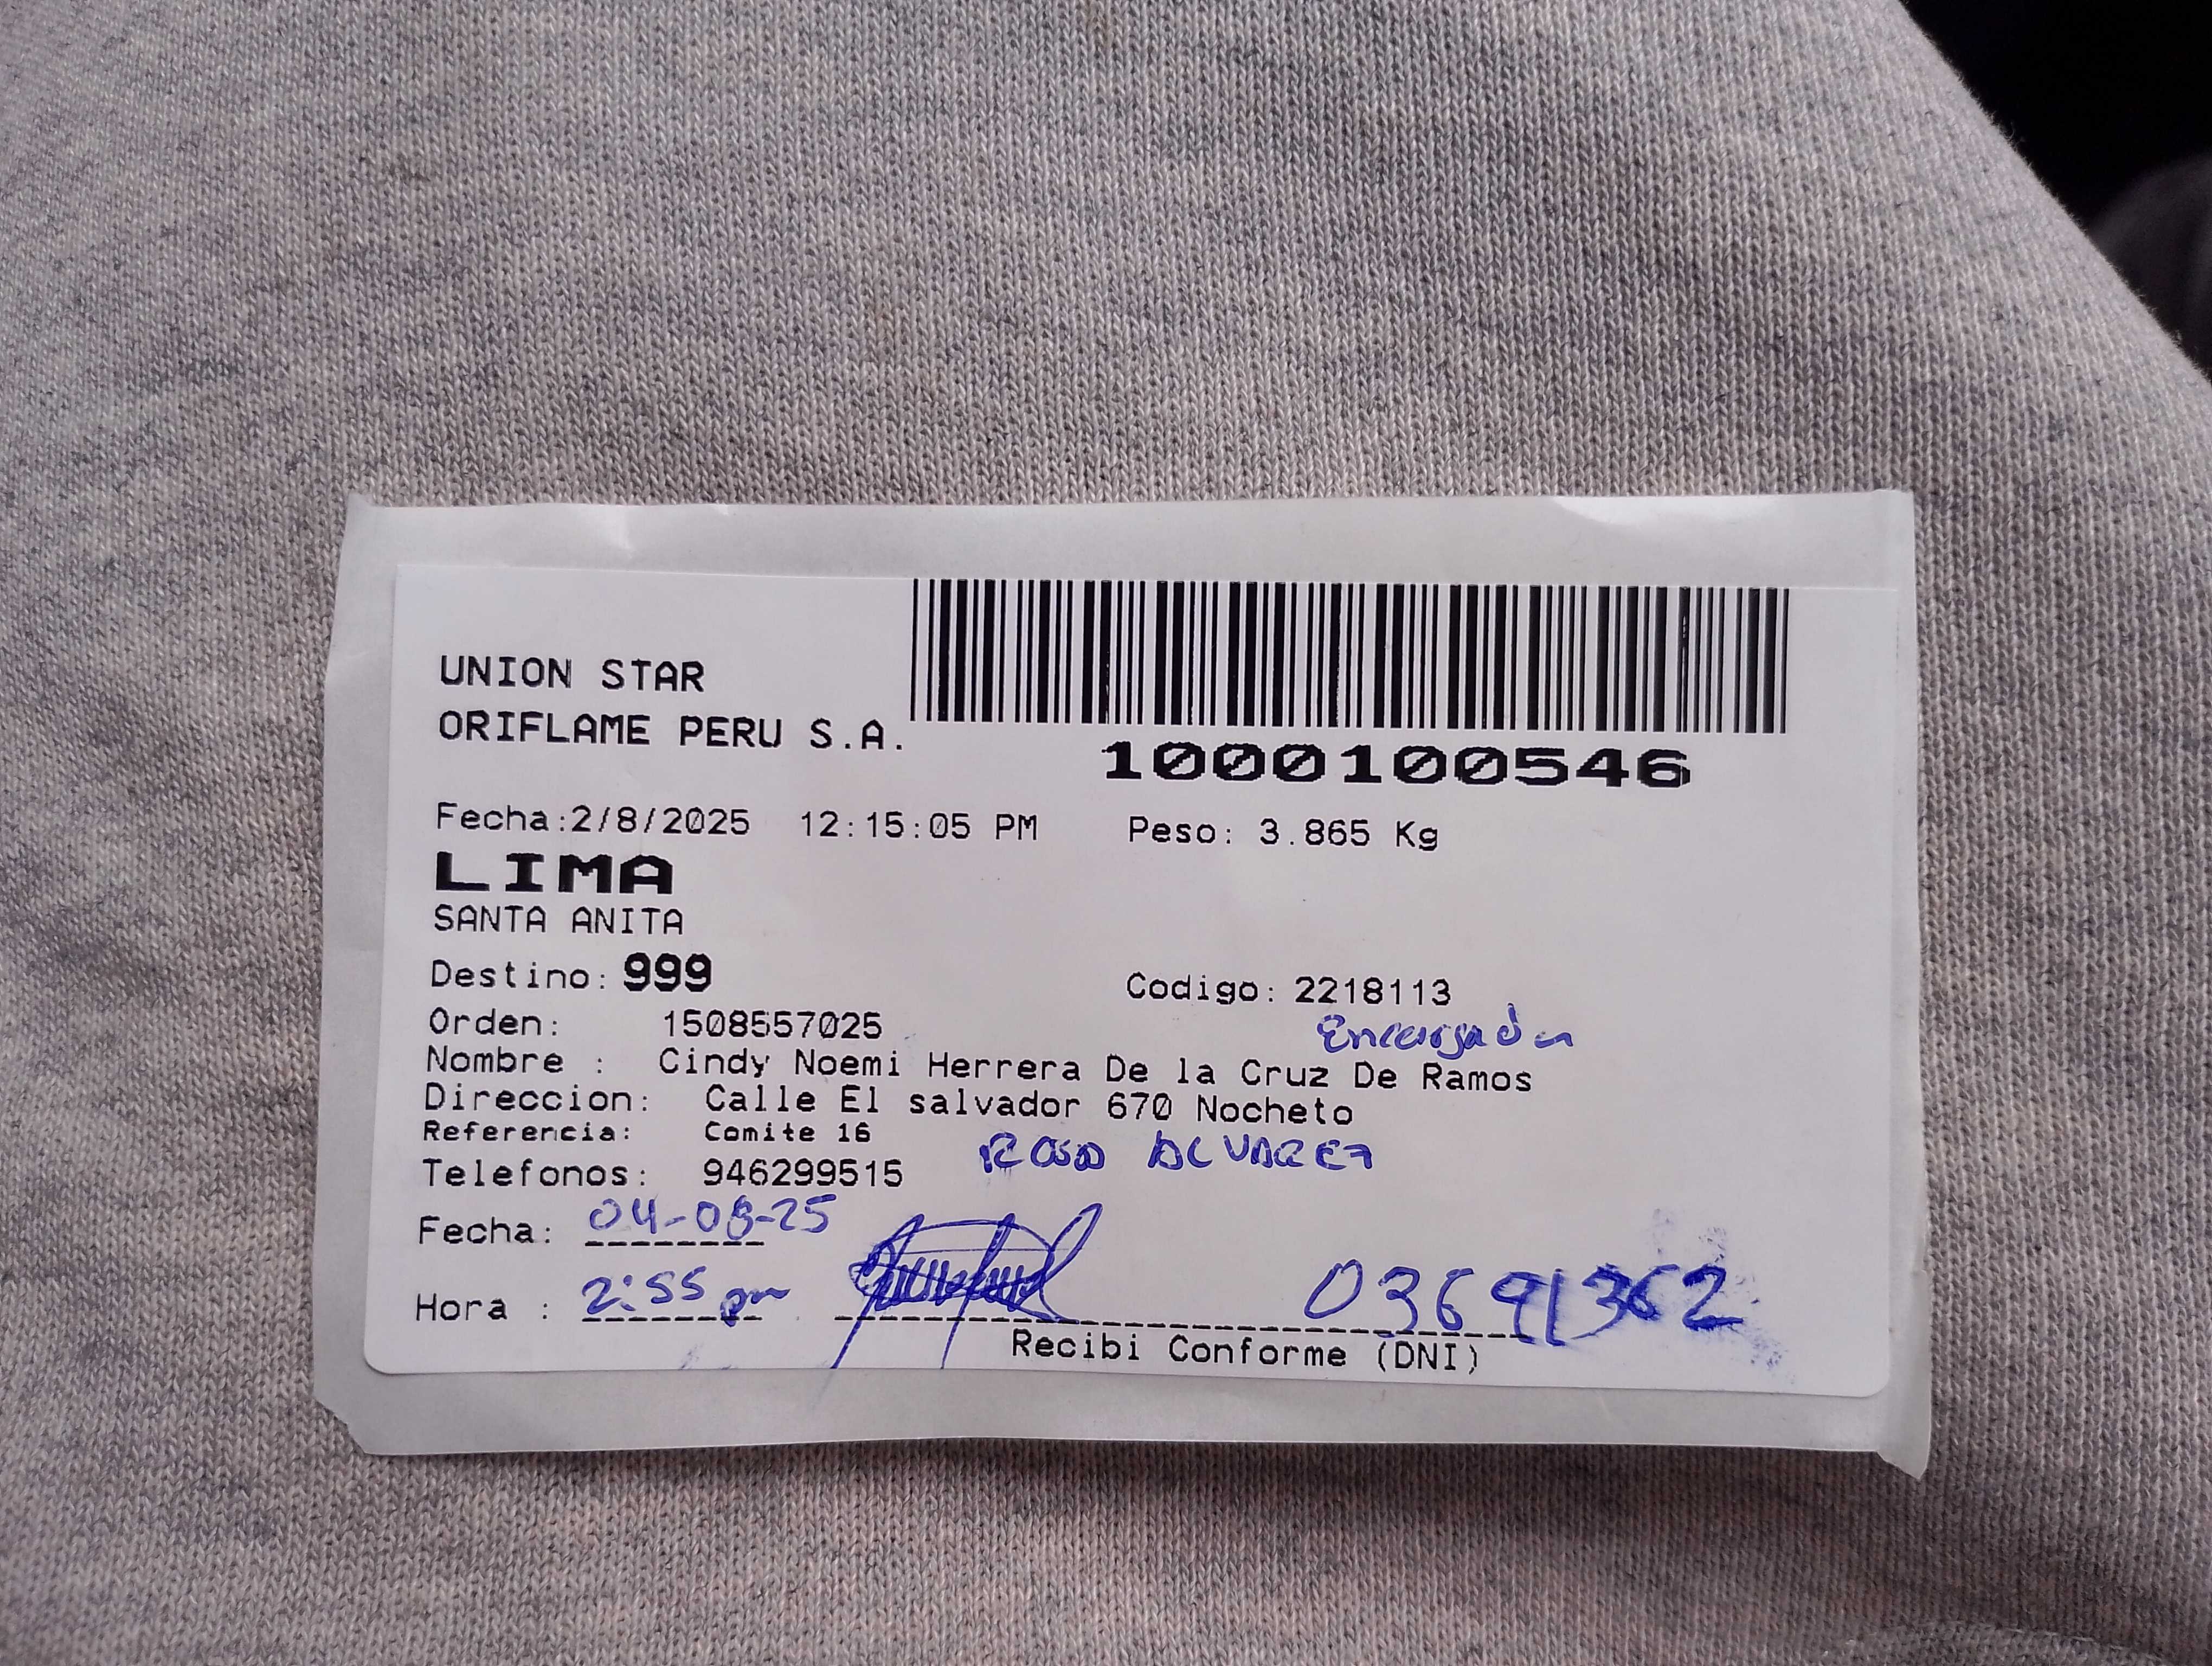 UNION STAR
ORIFLAME PERU S.A.
1000100546
Fecha:2/8/2025 12:15:05 PM Peso: 3.865 Kg
LIMA
SANTA ANITA
Destino: 999 Codigo: 2218113
Orden: 1508557025
Encargada
Nombre : Cindy Noemi Herrera De la Cruz De Ramos
Direccion: Calle El salvador 670 Nocheto
Referencia: Comite 16
Rosa ALVAREZ
Telefonos: 946299515
Fecha: 04-08-25
Hora : 2:55 pm 03691362
Recibi Conforme (DNI)